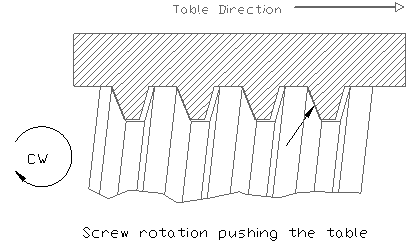 Table Direction
CW
Screw rotation pushing the table